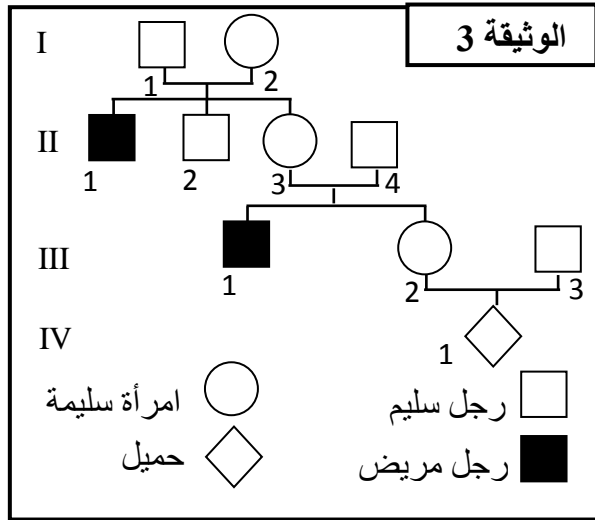 الوثيقة 3
I
1 2
II
1 2 3 4
III
1 2 3
IV
1
امرأة سليمة
رجل سليم
حميل
رجل مريض